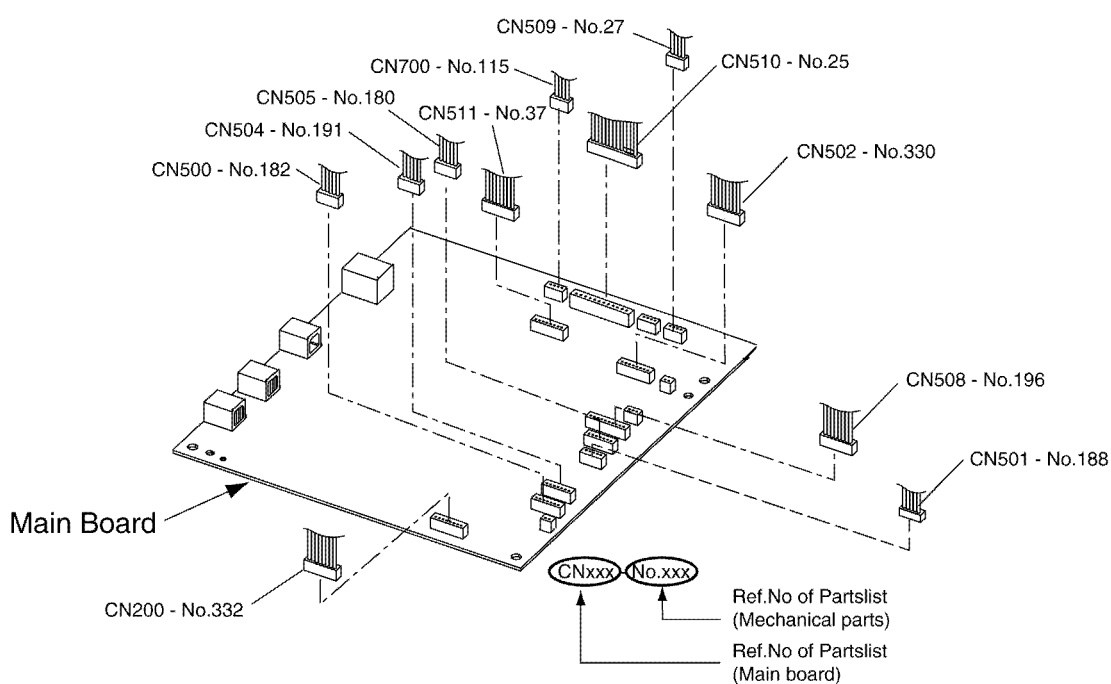 CN509 - No.27
CN510 - No.25
CN700 - No.115
CN505 - No.180
CN511 - No.37
CN504 - No.191
CN502 - No.330
CN500 - No.182
CN508 - No.196
CN501 - No.188
Main Board
CNxxx-No.xxx
CN200 - No.332
Ref.No of Partslist
(Mechanical parts)
Ref.No of Partslist
(Main board)